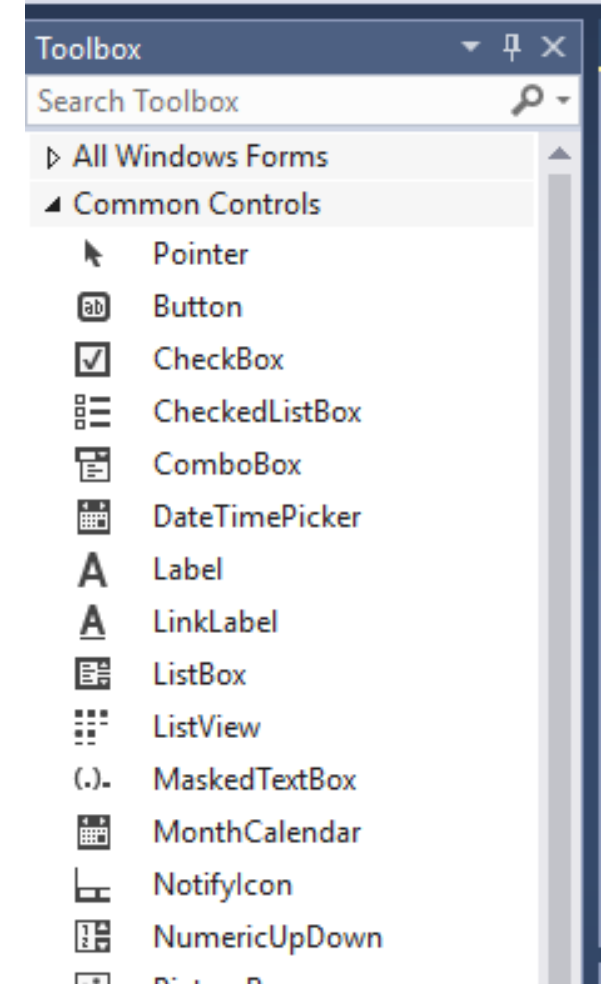 Toolbox
Search Toolbox
All Windows Forms
Common Controls
Pointer
Button
CheckBox
CheckedListBox
ComboBox
DateTimePicker
Label
LinkLabel
ListBox
ListView
MaskedTextBox
MonthCalendar
NotifyIcon
NumericUpDown